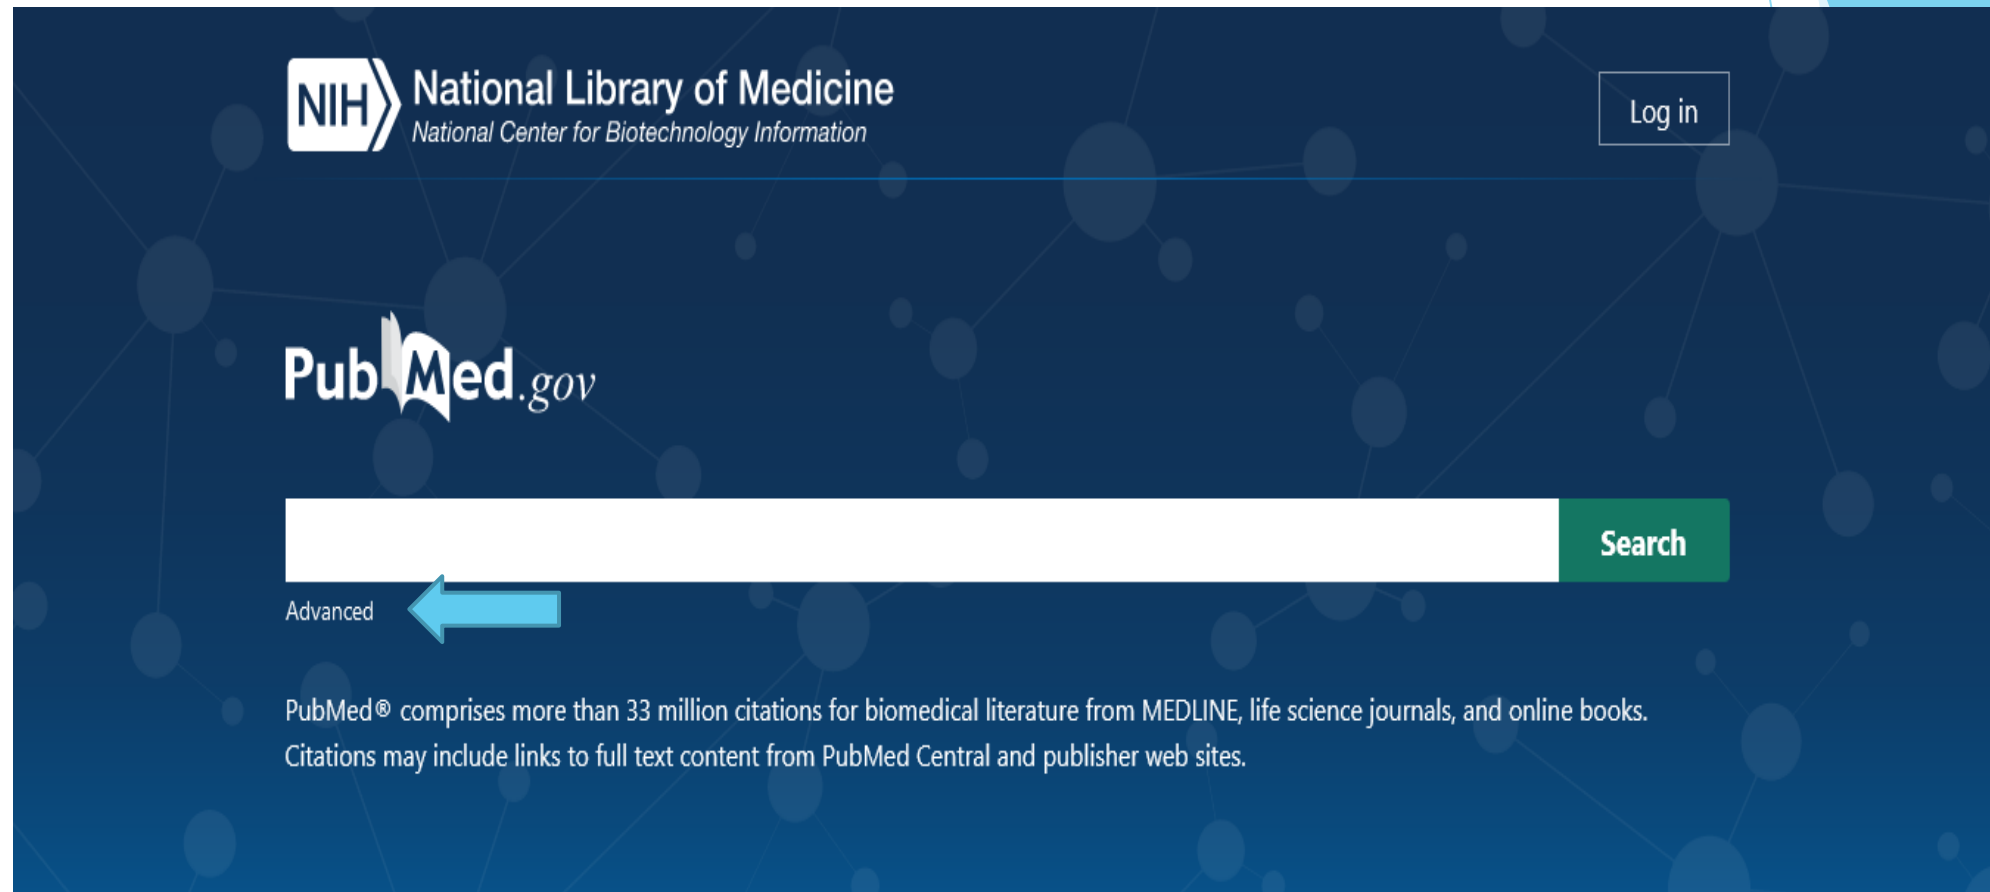 NIH National Library of Medicine
National Center for Biotechnology Information
Log in
PubMed.gov
Search
Advanced
PubMed® comprises more than 33 million citations for biomedical literature from MEDLINE, life science journals, and online books.
Citations may include links to full text content from PubMed Central and publisher web sites.